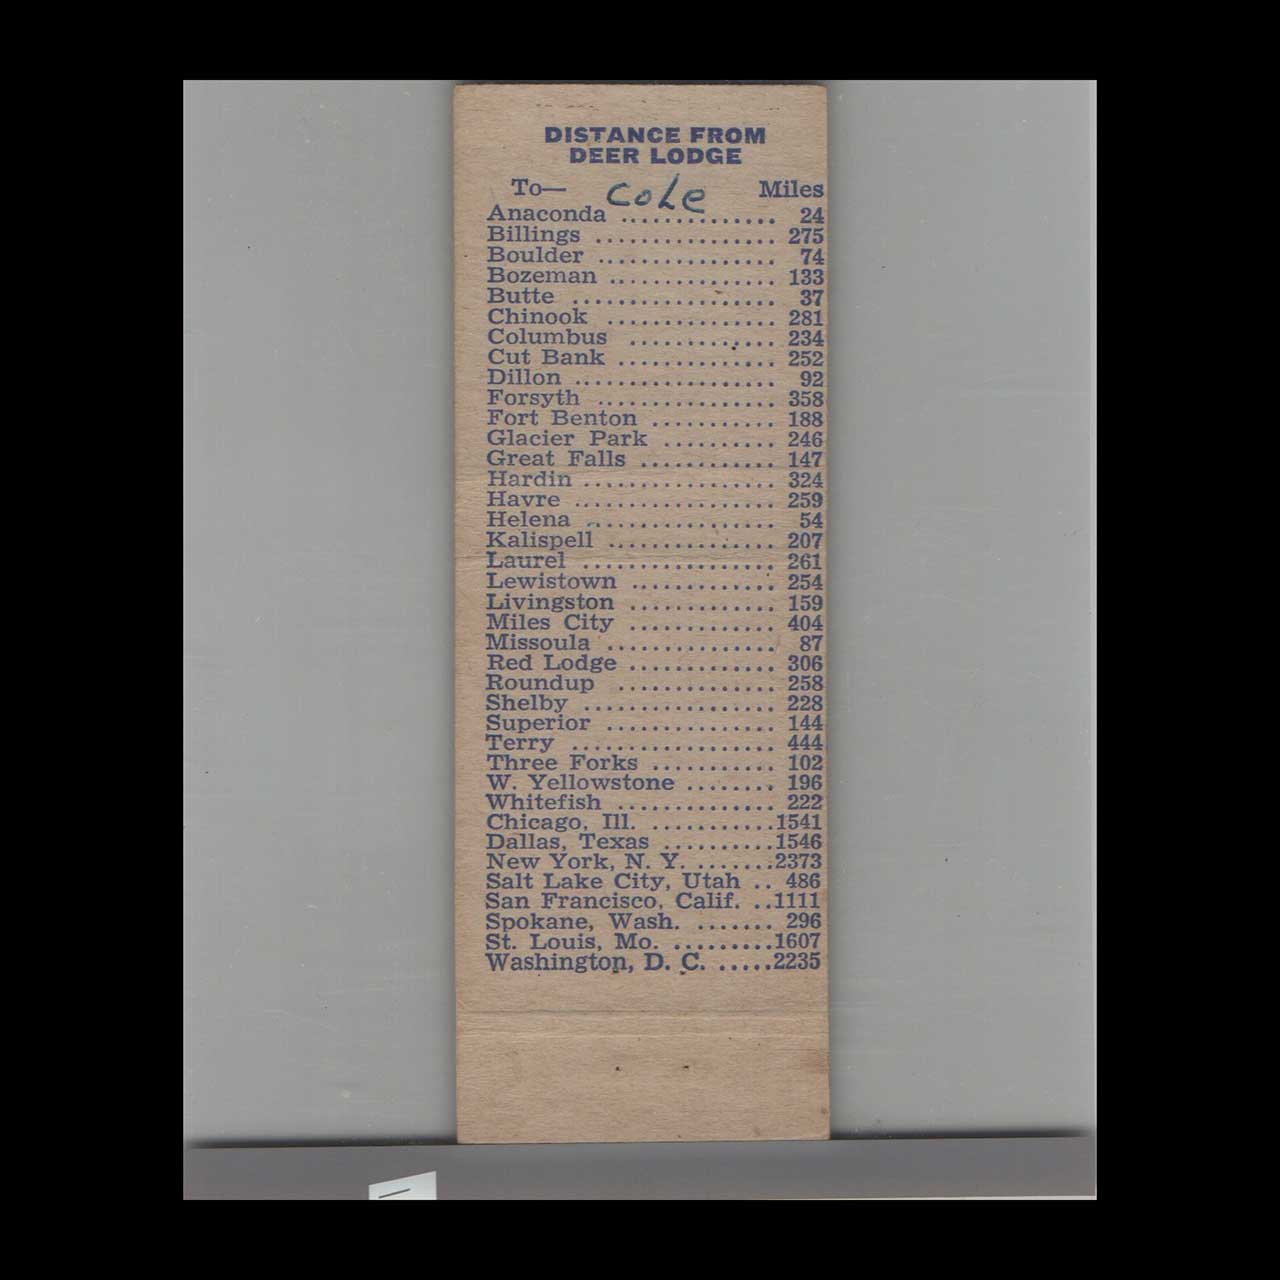 DISTANCE FROM
DEER LODGE
To— Cole Miles
Anaconda .............. 24
Billings ................ 275
Boulder ................ 74
Bozeman ............... 133
Butte .................. 37
Chinook ............... 281
Columbus ............. 234
Cut Bank .............. 252
Dillon .................. 92
Forsyth ................ 358
Fort Benton ........... 188
Glacier Park .......... 246
Great Falls ............ 147
Hardin ................. 324
Havre .................. 259
Helena ................. 54
Kalispell ............... 207
Laurel ................. 261
Lewistown ............. 254
Livingston ............. 159
Miles City ............. 404
Missoula ............... 87
Red Lodge ............. 306
Roundup .............. 258
Shelby ................. 228
Superior ............... 144
Terry .................. 444
Three Forks ........... 102
W. Yellowstone ........ 196
Whitefish .............. 222
Chicago, Ill. ...........1541
Dallas, Texas ..........1546
New York, N. Y. .......2373
Salt Lake City, Utah .. 486
San Francisco, Calif. ..1111
Spokane, Wash. ....... 296
St. Louis, Mo. .........1607
Washington, D. C. .....2235